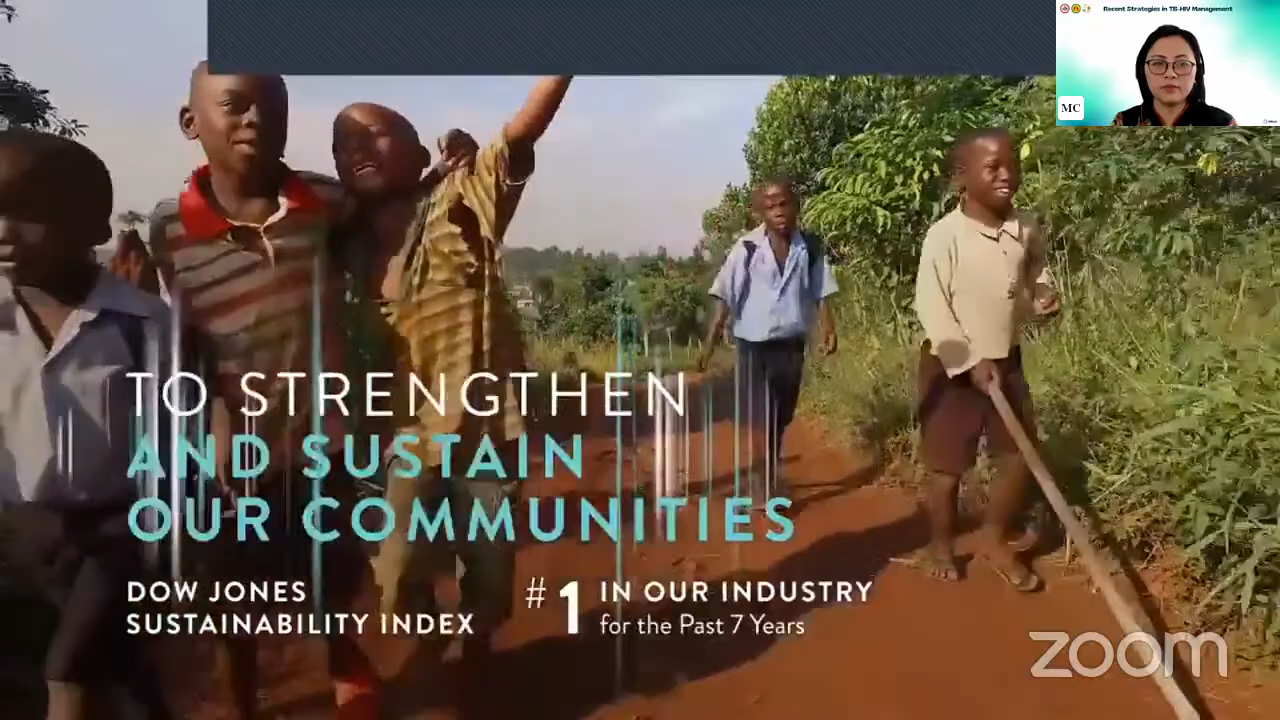 Recent Strategies in TB-HIV Management
MC
TO STRENGTHEN
AND SUSTAIN
OUR COMMUNITIES
DOW JONES
SUSTAINABILITY INDEX
#1 IN OUR INDUSTRY
for the Past 7 Years
zoom